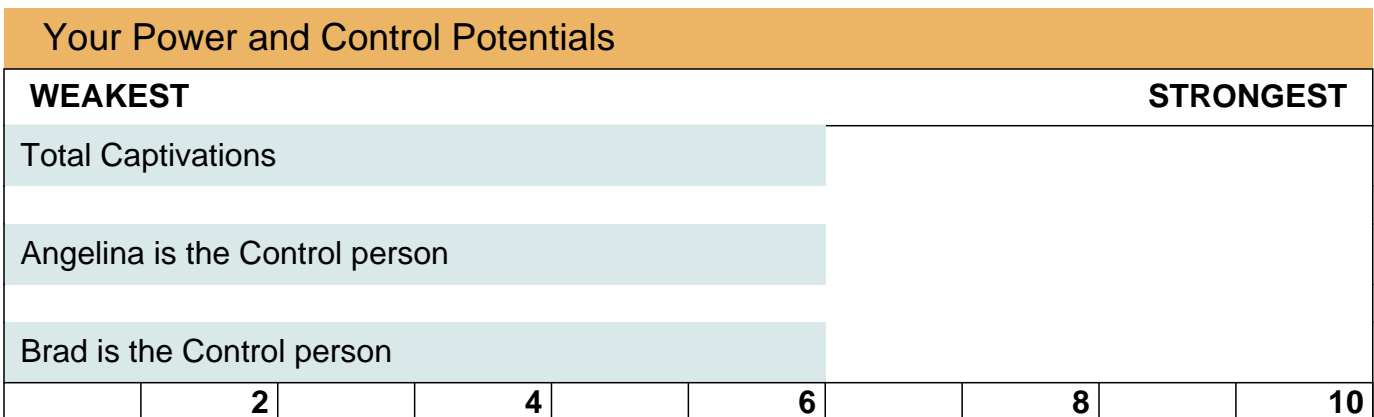 Your Power and Control Potentials
WEAKEST STRONGEST
Total Captivations
Angelina is the Control person
Brad is the Control person
2 4 6 8 10